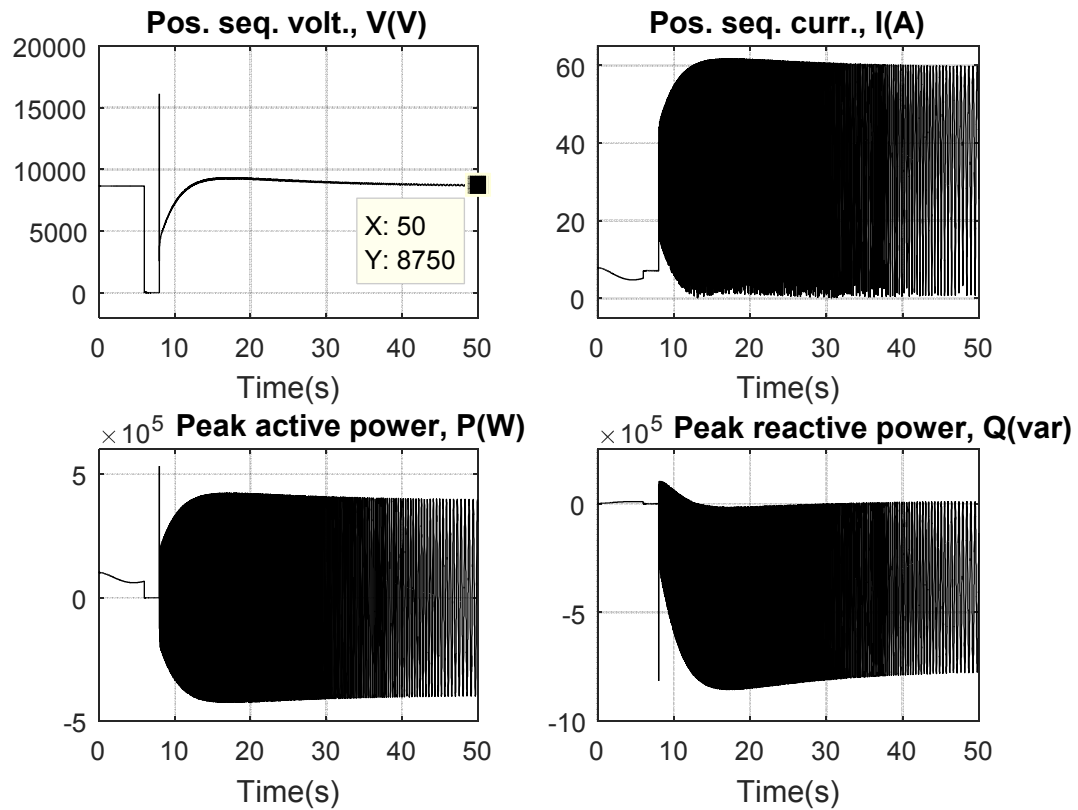 Pos. seq. volt., V(V)
20000
15000
10000
5000
0
X: 50
Y: 8750
0 10 20 30 40 50
Time(s)
Pos. seq. curr., I(A)
60
40
20
0
0 10 20 30 40 50
Time(s)
× 10^5 Peak active power, P(W)
5
0
-5
0 10 20 30 40 50
Time(s)
× 10^5 Peak reactive power, Q(var)
0
-5
-10
0 10 20 30 40 50
Time(s)